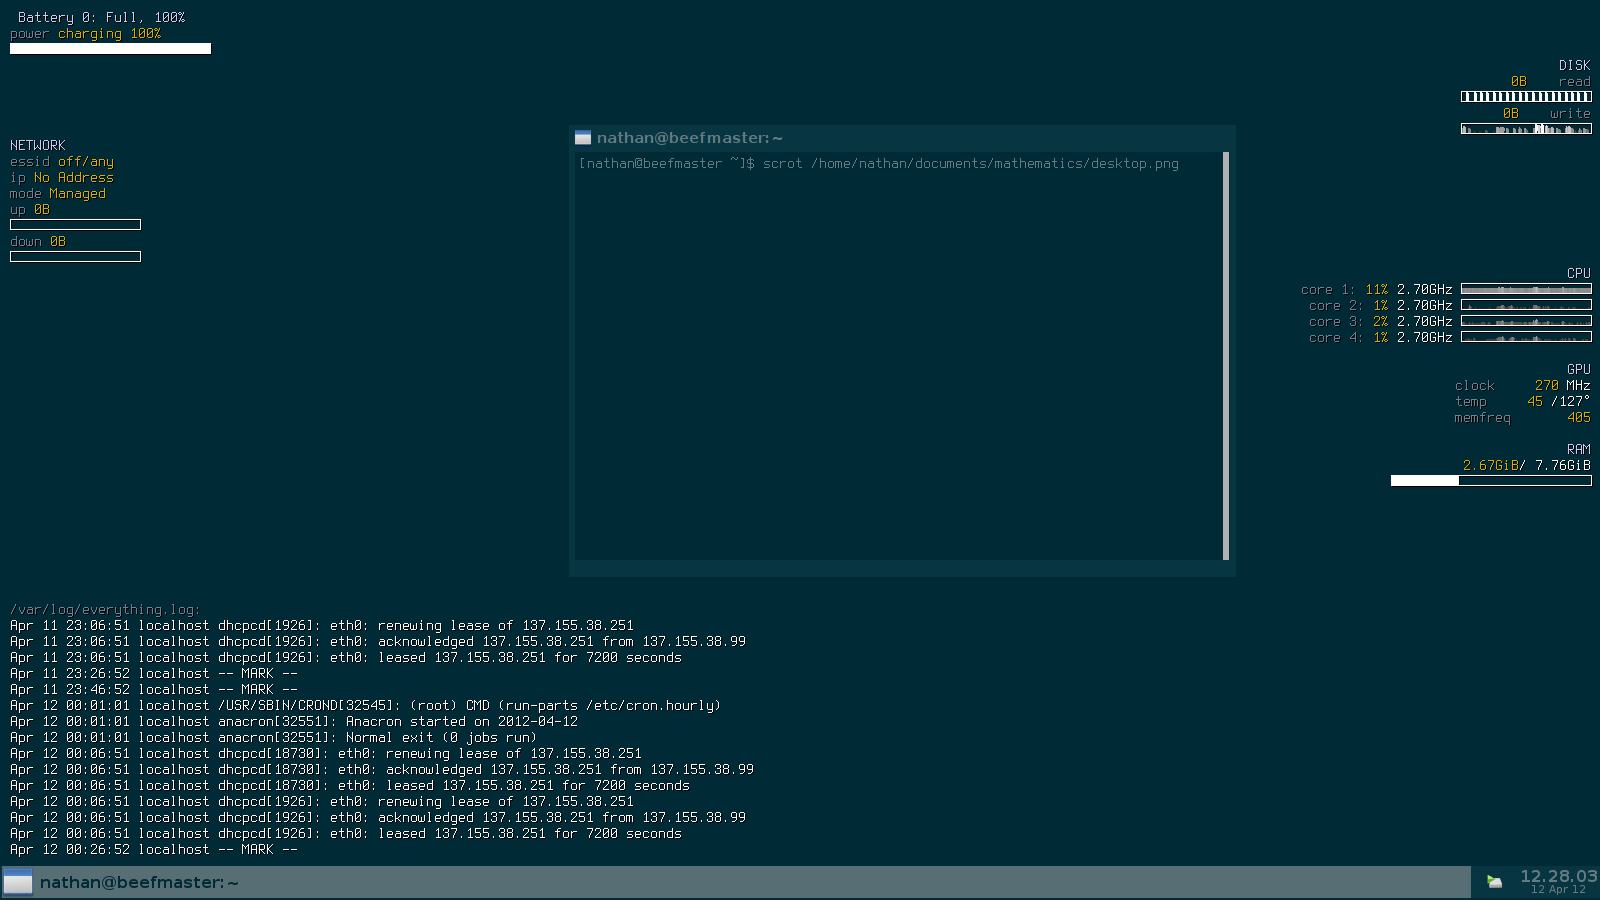 Battery 0: Full, 100%
power charging 100%
NETWORK
essid off/any
ip No Address
mode Managed
up 0B
down 0B
nathan@beefmaster:~
[nathan@beefmaster ~]$ scrot /home/nathan/documents/mathematics/desktop.png
DISK
0B read
0B write
CPU
core 1: 11% 2.70GHz
core 2: 1% 2.70GHz
core 3: 2% 2.70GHz
core 4: 1% 2.70GHz
GPU
clock 270 MHz
temp 45 /127°
memfreq 405
RAM
2.67GiB/ 7.76GiB
/var/log/everything.log:
Apr 11 23:06:51 localhost dhcpcd[1926]: eth0: renewing lease of 137.155.38.251
Apr 11 23:06:51 localhost dhcpcd[1926]: eth0: acknowledged 137.155.38.251 from 137.155.38.99
Apr 11 23:06:51 localhost dhcpcd[1926]: eth0: leased 137.155.38.251 for 7200 seconds
Apr 11 23:26:52 localhost -- MARK --
Apr 11 23:46:52 localhost -- MARK --
Apr 12 00:01:01 localhost /USR/SBIN/CROND[32545]: (root) CMD (run-parts /etc/cron.hourly)
Apr 12 00:01:01 localhost anacron[32551]: Anacron started on 2012-04-12
Apr 12 00:01:01 localhost anacron[32551]: Normal exit (0 jobs run)
Apr 12 00:06:51 localhost dhcpcd[18730]: eth0: renewing lease of 137.155.38.251
Apr 12 00:06:51 localhost dhcpcd[18730]: eth0: acknowledged 137.155.38.251 from 137.155.38.99
Apr 12 00:06:51 localhost dhcpcd[18730]: eth0: leased 137.155.38.251 for 7200 seconds
Apr 12 00:06:51 localhost dhcpcd[1926]: eth0: renewing lease of 137.155.38.251
Apr 12 00:06:51 localhost dhcpcd[1926]: eth0: acknowledged 137.155.38.251 from 137.155.38.99
Apr 12 00:06:51 localhost dhcpcd[1926]: eth0: leased 137.155.38.251 for 7200 seconds
Apr 12 00:26:52 localhost -- MARK --
nathan@beefmaster:~
12.28.03
12 Apr 12